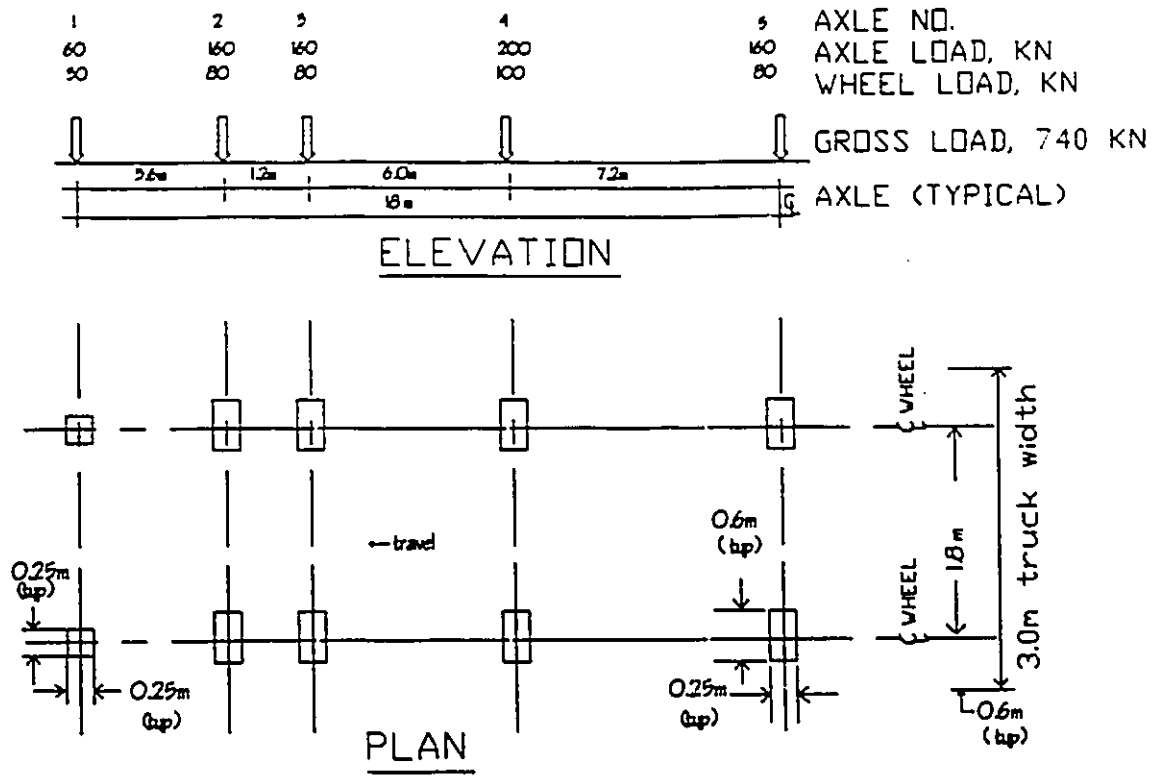 1 2 3 4 5 AXLE NO.
60 160 160 200 160 AXLE LOAD, KN
30 80 80 100 80 WHEEL LOAD, KN
GROSS LOAD, 740 KN
3.6m 1.2m 6.0m 7.2m
18m ℄ AXLE (TYPICAL)
ELEVATION
WHEEL
3.0m truck width
0.6m
(typ)
1.8m
←travel
0.25m
(typ)
WHEEL
0.25m
(typ)
0.25m
(typ)
0.6m
(typ)
PLAN